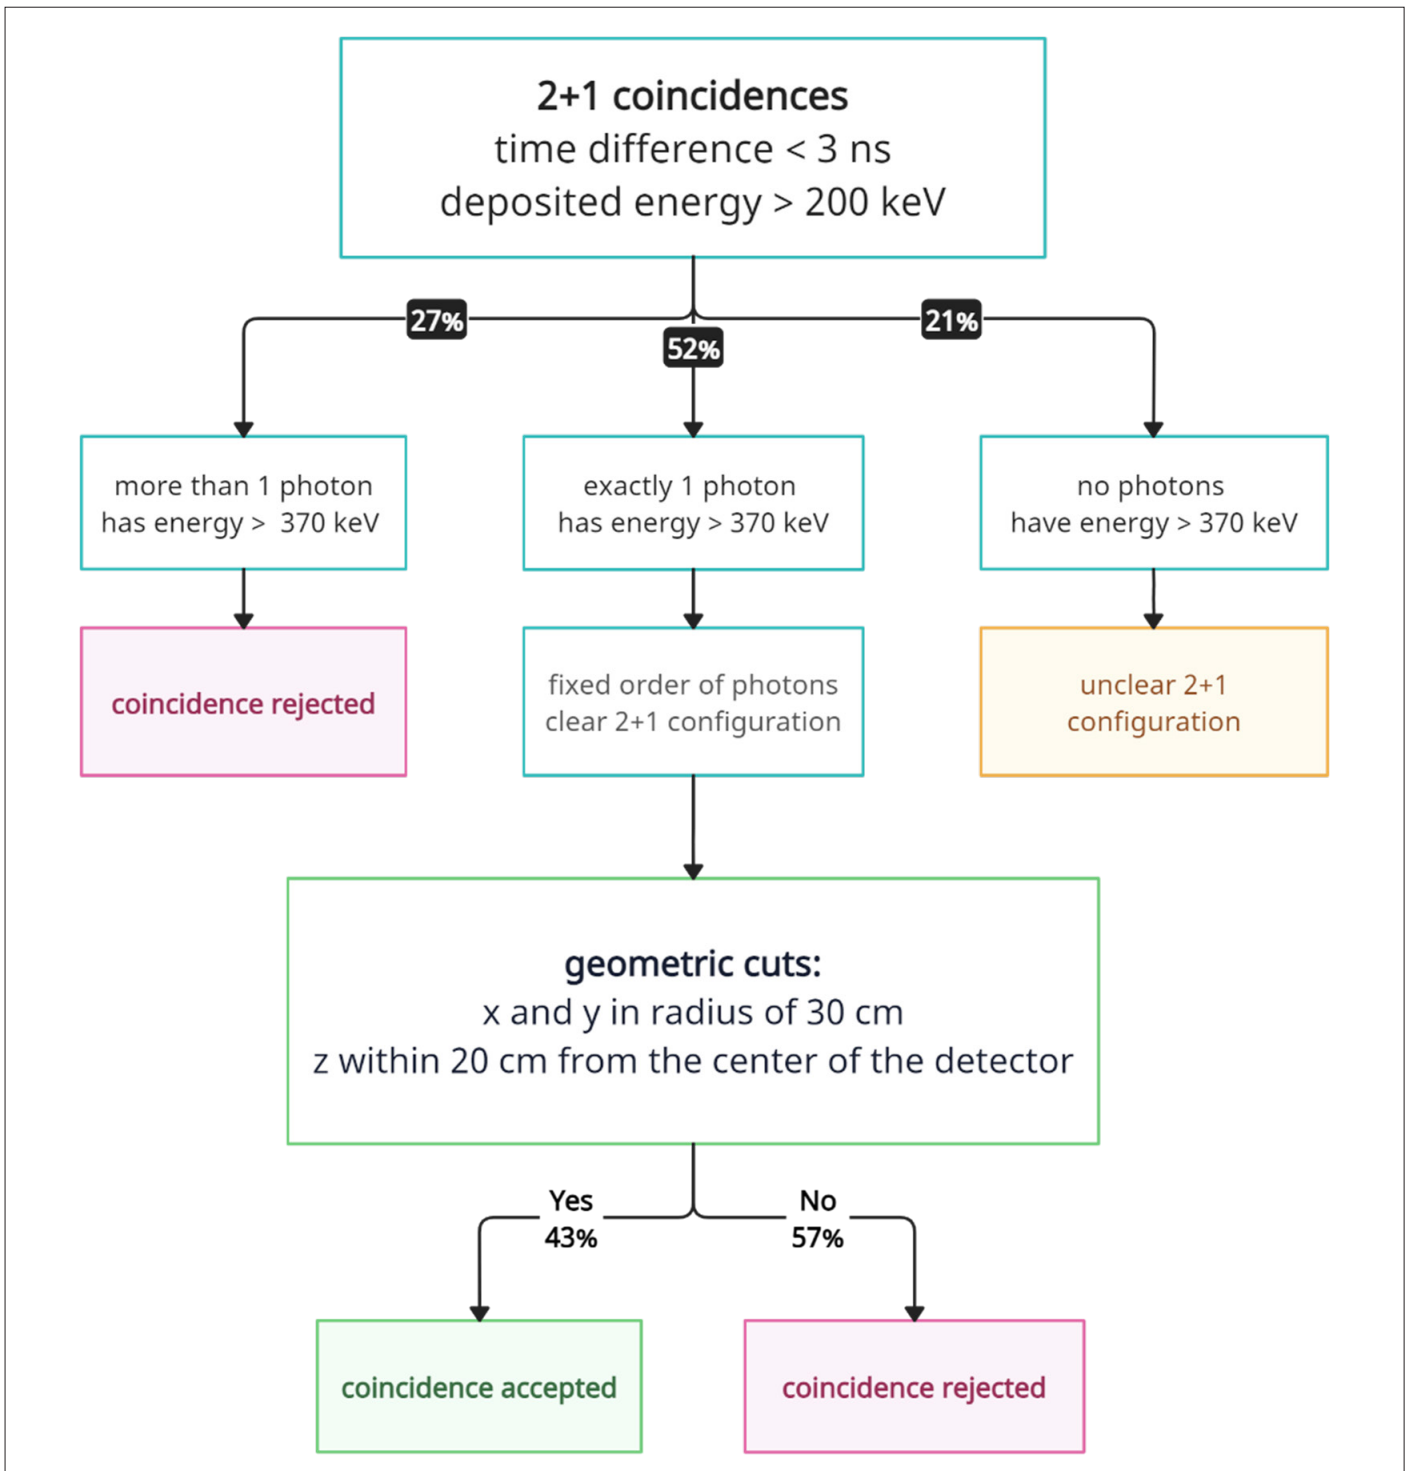 2+1 coincidences
time difference < 3 ns
deposited energy > 200 keV
27%
52%
21%
more than 1 photon
has energy >  370 keV
exactly 1 photon
has energy > 370 keV
no photons
have energy > 370 keV
coincidence rejected
fixed order of photons
clear 2+1 configuration
unclear 2+1
configuration
geometric cuts:
x and y in radius of 30 cm
z within 20 cm from the center of the detector
Yes
43%
No
57%
coincidence accepted
coincidence rejected